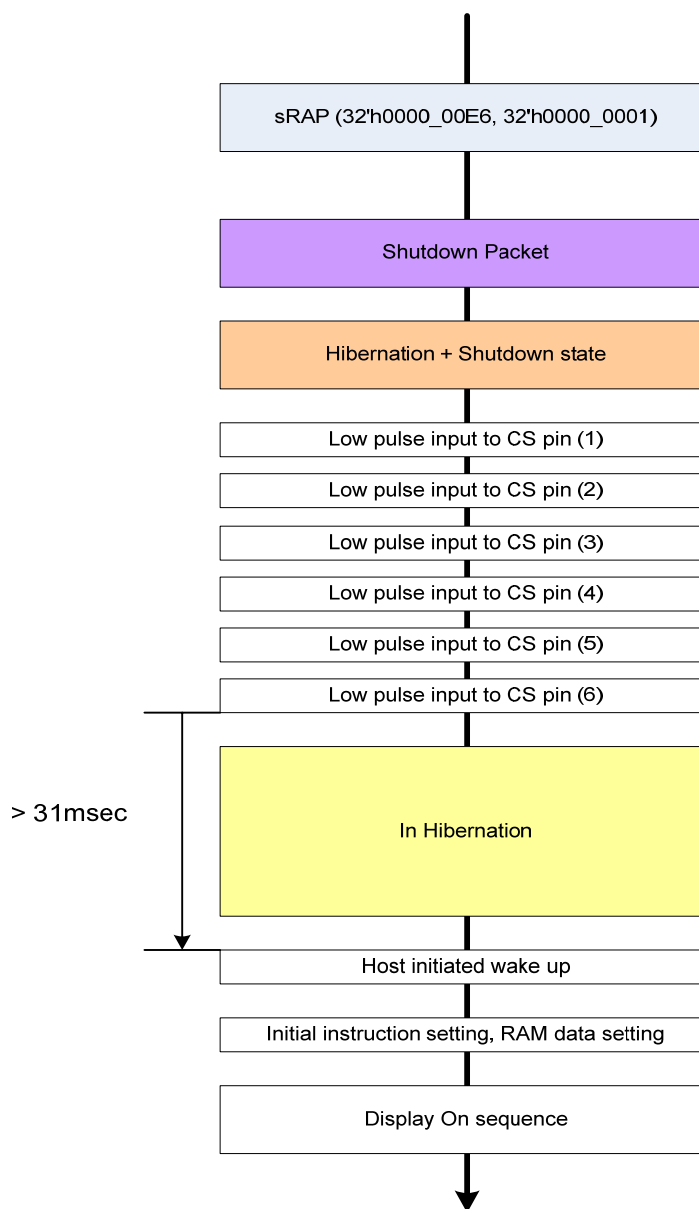 sRAP (32'h0000_00E6, 32'h0000_0001)
Shutdown Packet
Hibernation + Shutdown state
Low pulse input to CS pin (1)
Low pulse input to CS pin (2)
Low pulse input to CS pin (3)
Low pulse input to CS pin (4)
Low pulse input to CS pin (5)
Low pulse input to CS pin (6)
> 31msec
In Hibernation
Host initiated wake up
Initial instruction setting, RAM data setting
Display On sequence